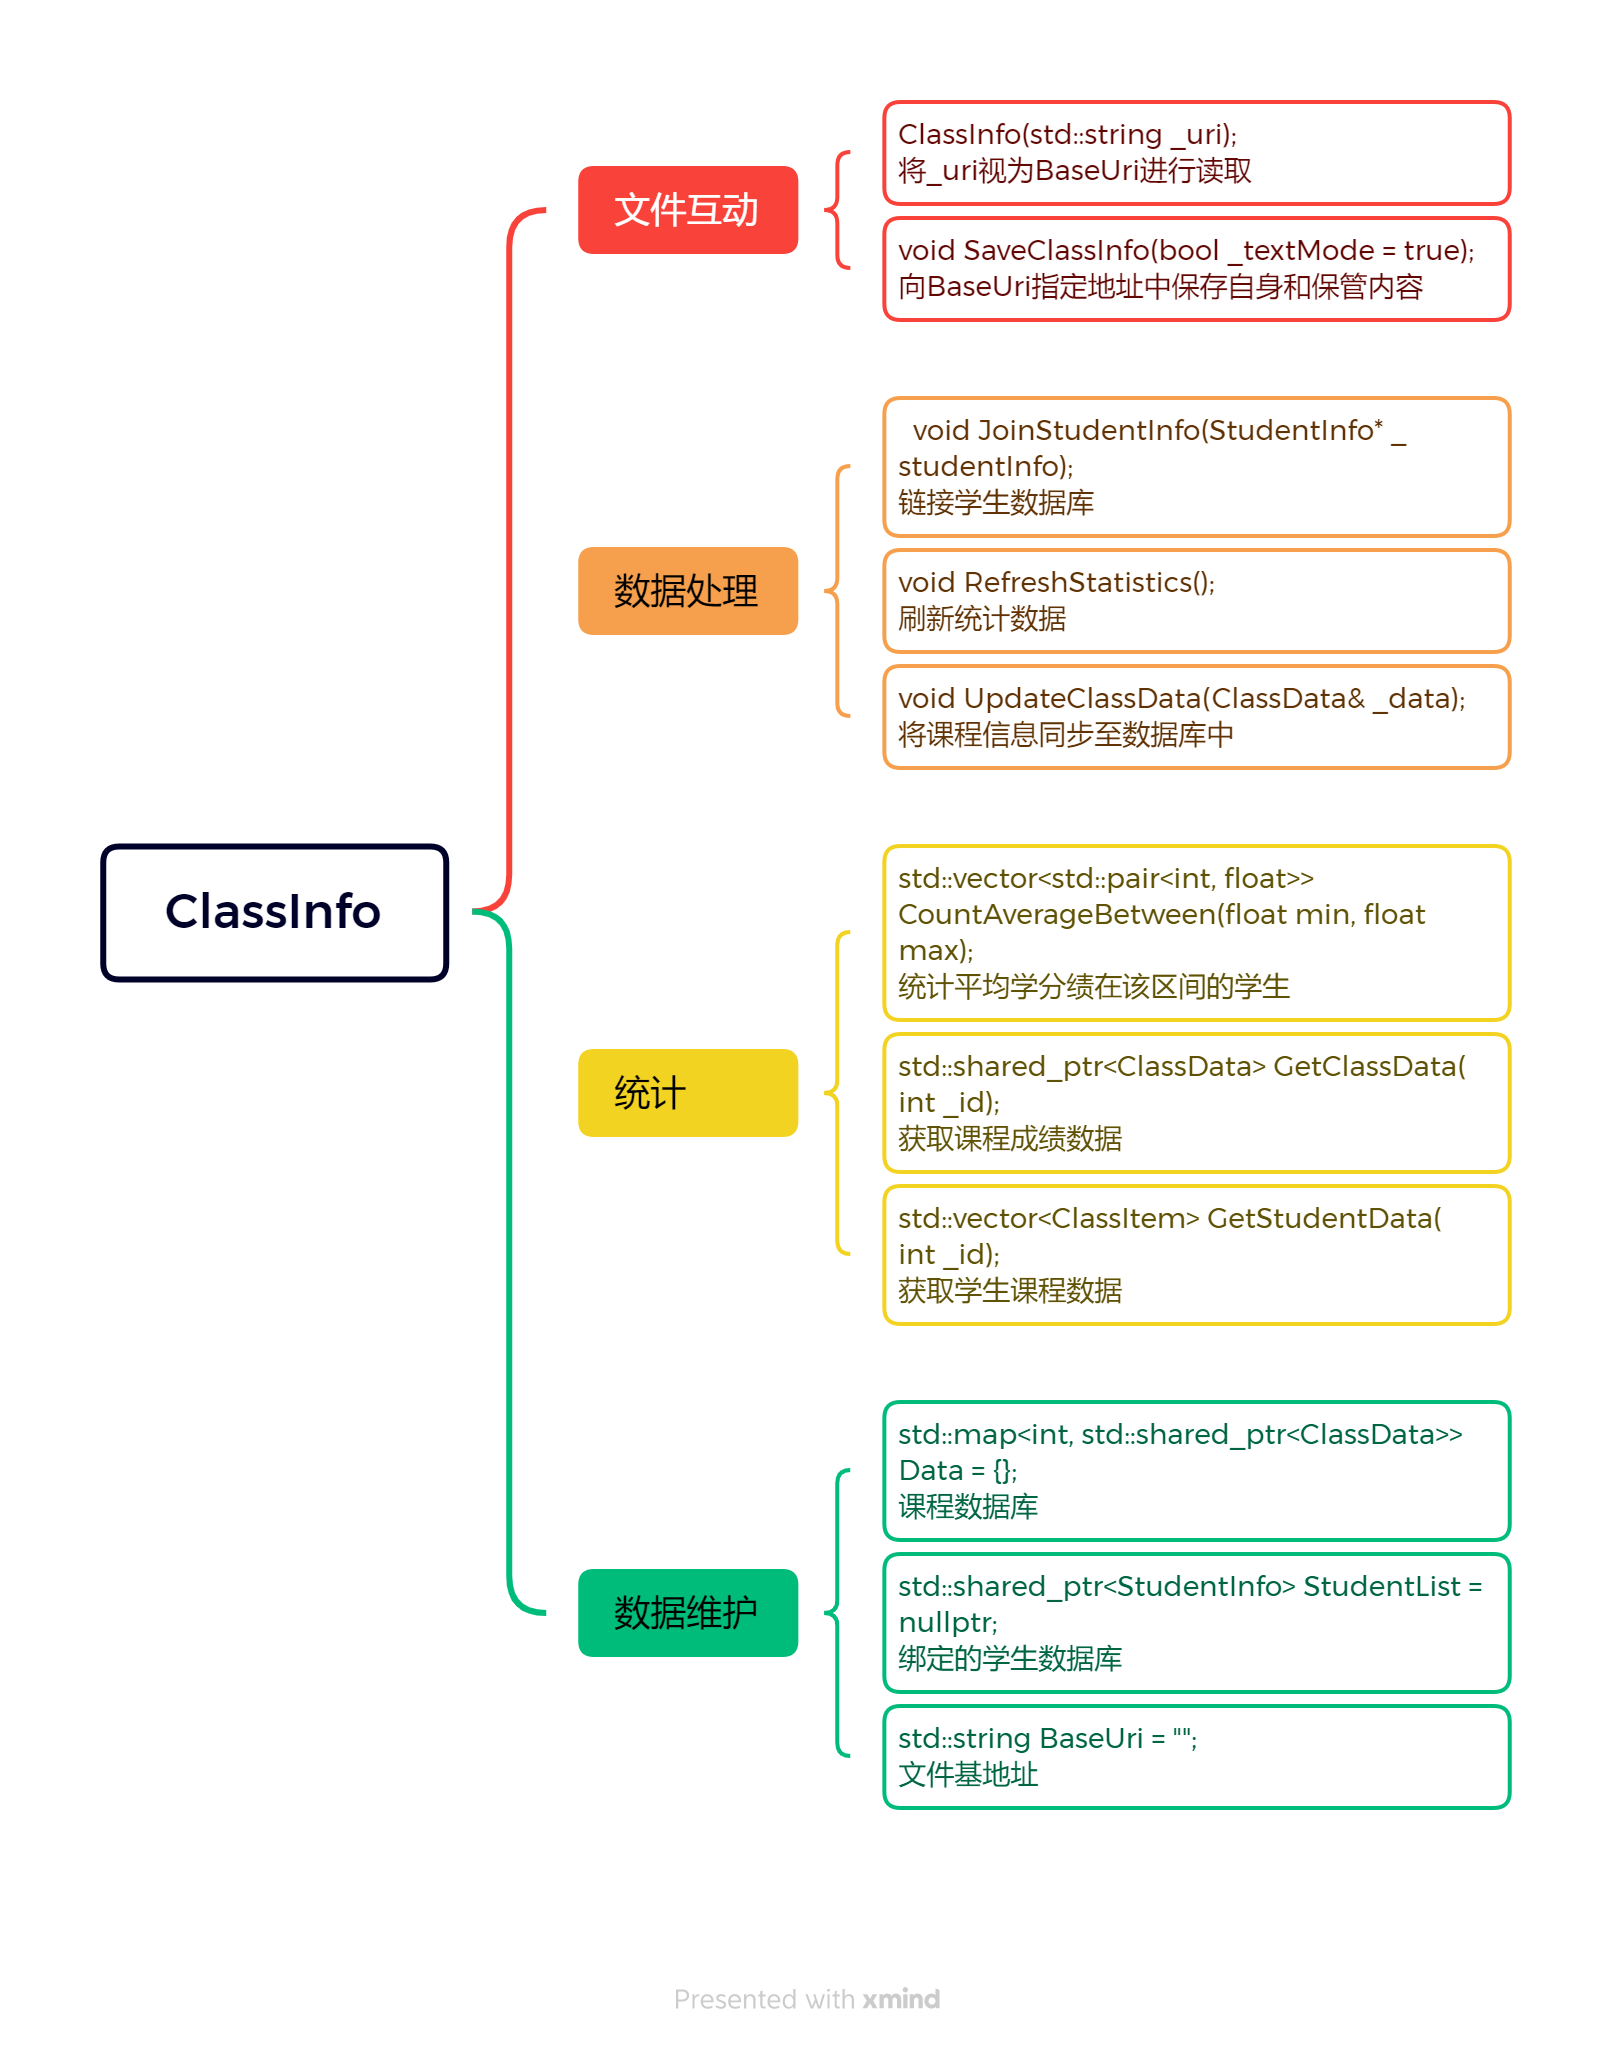 ClassInfo
文件互动
ClassInfo(std::string _uri);
将_uri视为BaseUri进行读取
void SaveClassInfo(bool _textMode = true);
向BaseUri指定地址中保存自身和保管内容
数据处理
void JoinStudentInfo(StudentInfo* _
studentInfo);
链接学生数据库
void RefreshStatistics();
刷新统计数据
void UpdateClassData(ClassData& _data);
将课程信息同步至数据库中
统计
std::vector<std::pair<int, float>>
CountAverageBetween(float min, float
max);
统计平均学分绩在该区间的学生
std::shared_ptr<ClassData> GetClassData(
int _id);
获取课程成绩数据
std::vector<ClassItem> GetStudentData(
int _id);
获取学生课程数据
数据维护
std::map<int, std::shared_ptr<ClassData>>
Data = {};
课程数据库
std::shared_ptr<StudentInfo> StudentList =
nullptr;
绑定的学生数据库
std::string BaseUri = "";
文件基地址
Presented with xmind